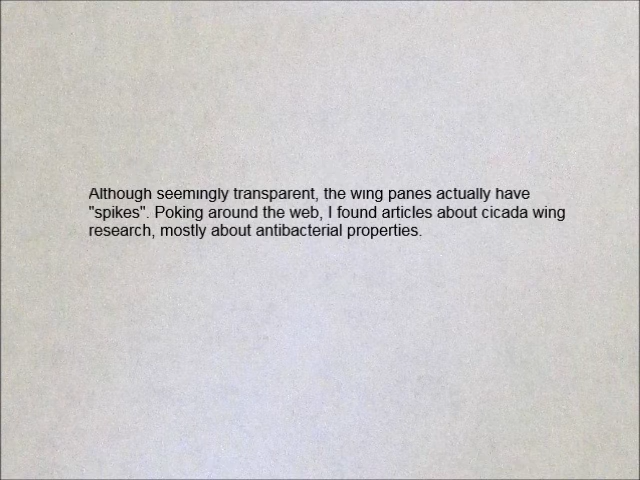 Although seemingly transparent, the wing panes actually have
"spikes". Poking around the web, I found articles about cicada wing
research, mostly about antibacterial properties.